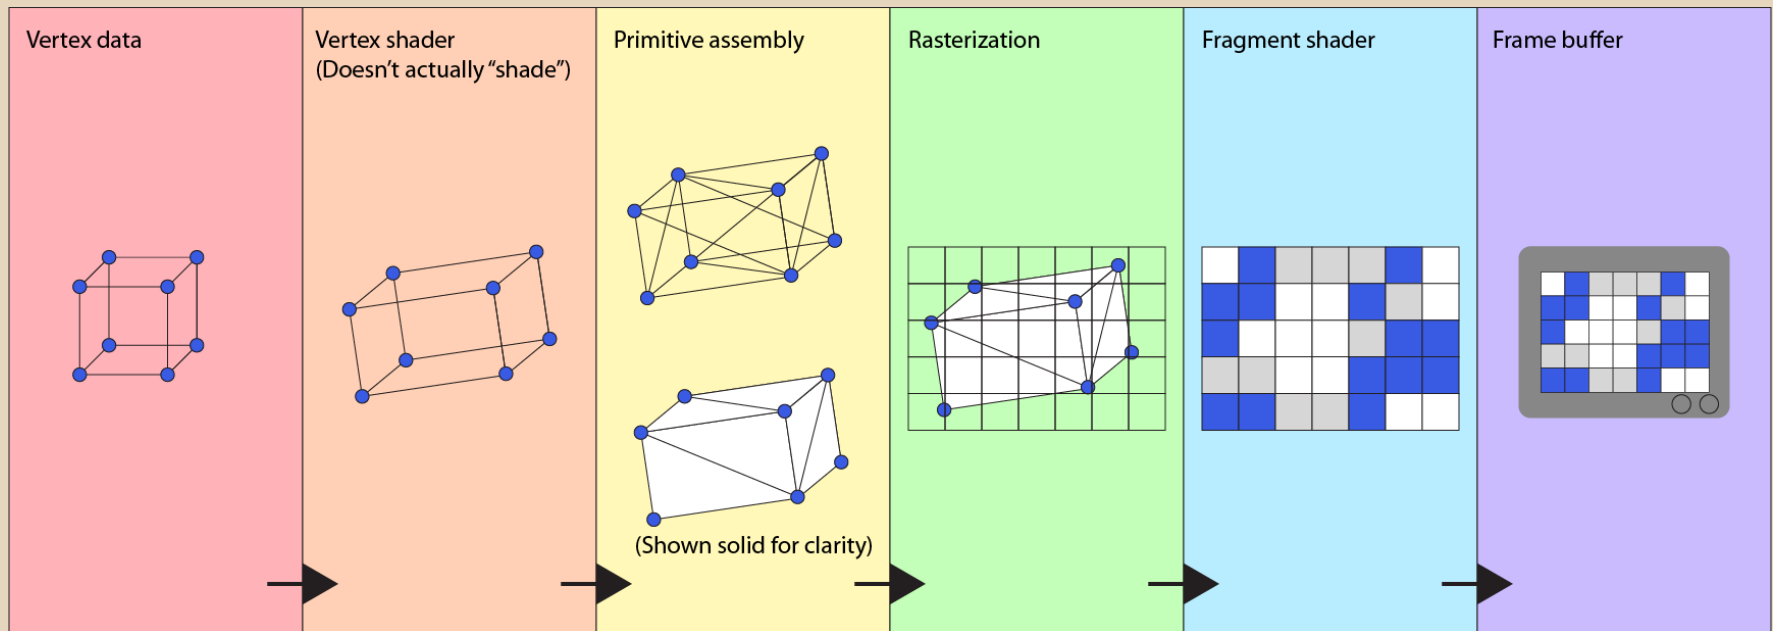 Vertex data
Vertex shader
(Doesn't actually “shade”)
Primitive assembly
(Shown solid for clarity)
Rasterization
Fragment shader
Frame buffer